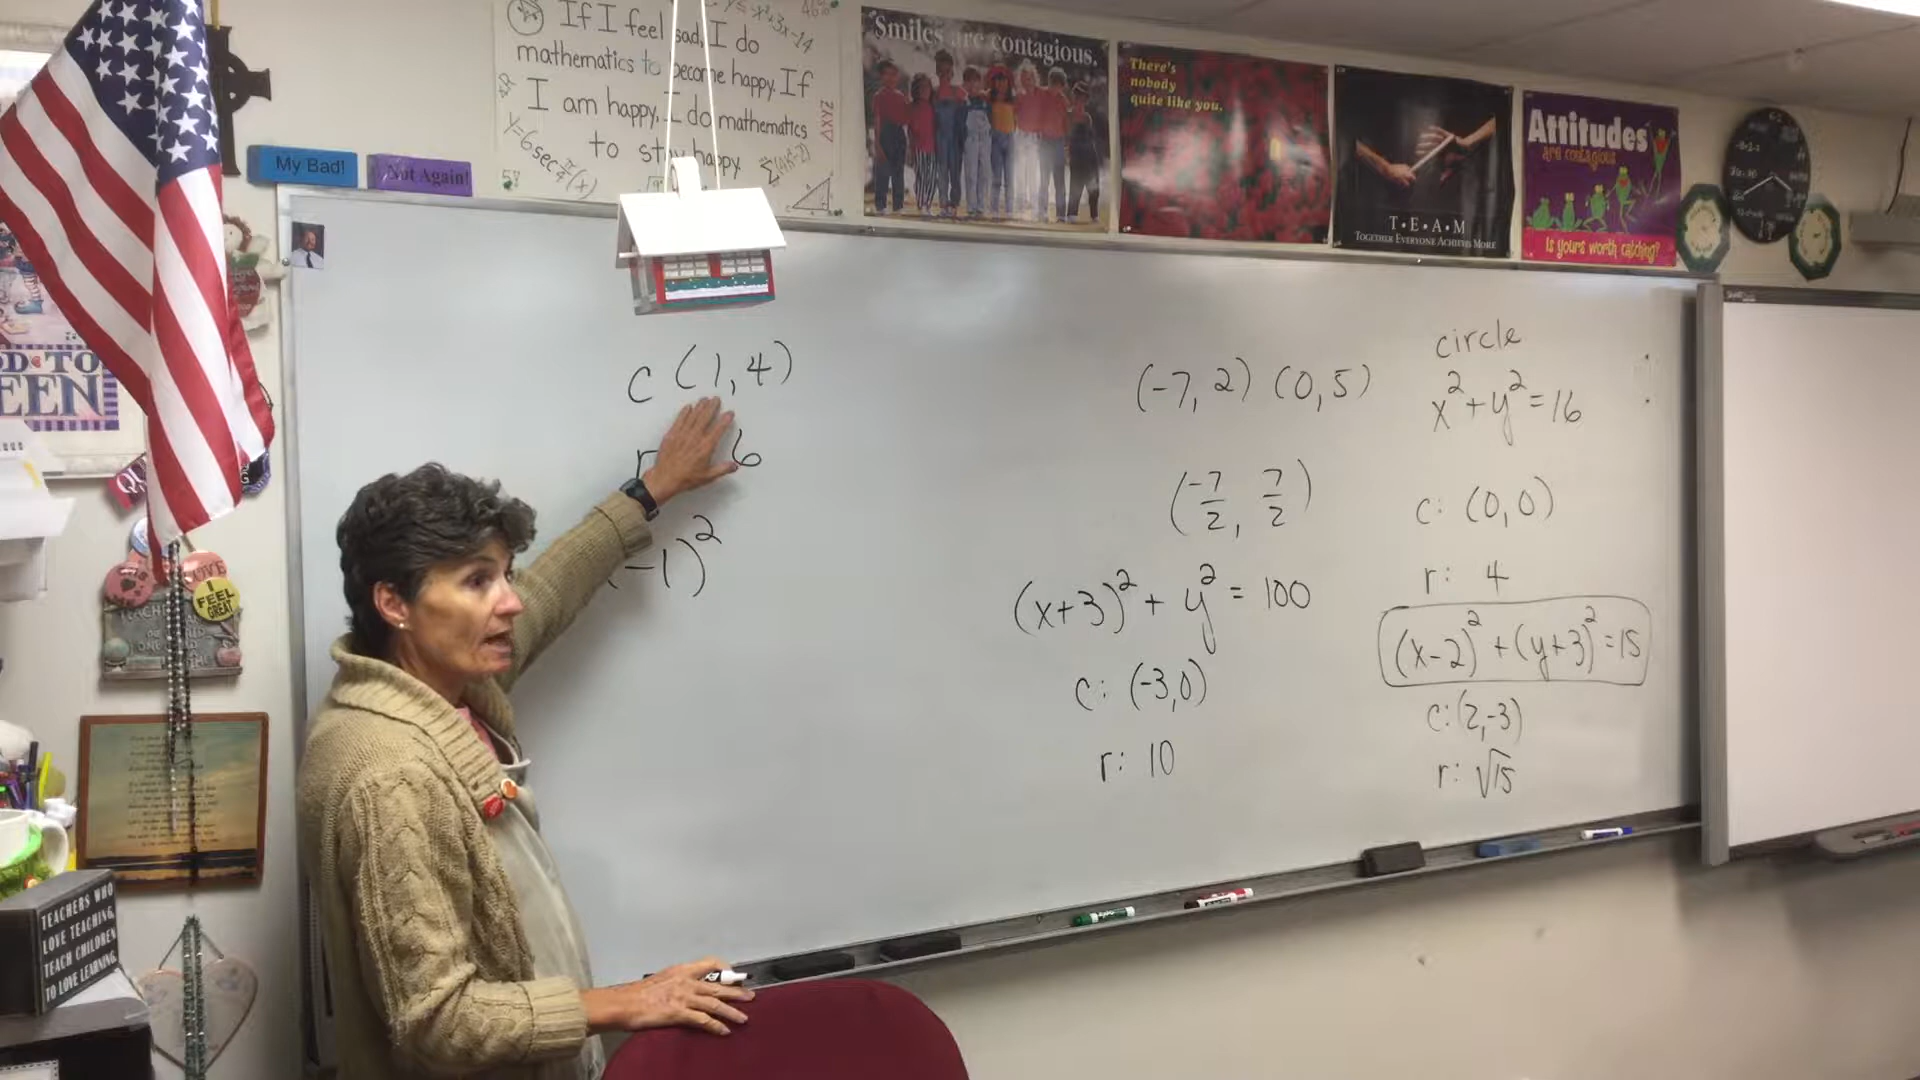 If I feel sad, I do
mathematics to become happy. If
I am happy, I do mathematics
to stay happy.
y=6sec π/4 (x)
My Bad!
Not Again!
Smiles are contagious.
There's
nobody
quite like you.
T•E•A•M
TOGETHER EVERYONE ACHIEVES MORE
Attitudes
are contagious
Is yours worth catching?
C (1, 4)
r
6
-1)²
(-7, 2) (0, 5)
(-7/2, 7/2)
(x+3)² + y² = 100
c: (-3, 0)
r: 10
circle
x² + y² = 16
c: (0, 0)
r: 4
(x-2)² + (y+3)² = 15
c: (2, -3)
r: √15
LOVE
I
FEEL
GREAT
TEACHERS WHO
LOVE TEACHING,
TEACH CHILDREN
TO LOVE LEARNING.